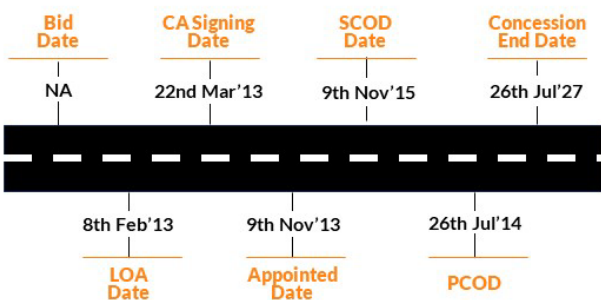 Bid
Date
CA Signing
Date
SCOD
Date
Concession
End Date
NA
22nd Mar'13
9th Nov'15
26th Jul'27
8th Feb'13
9th Nov'13
26th Jul'14
LOA
Date
Appointed
Date
PCOD